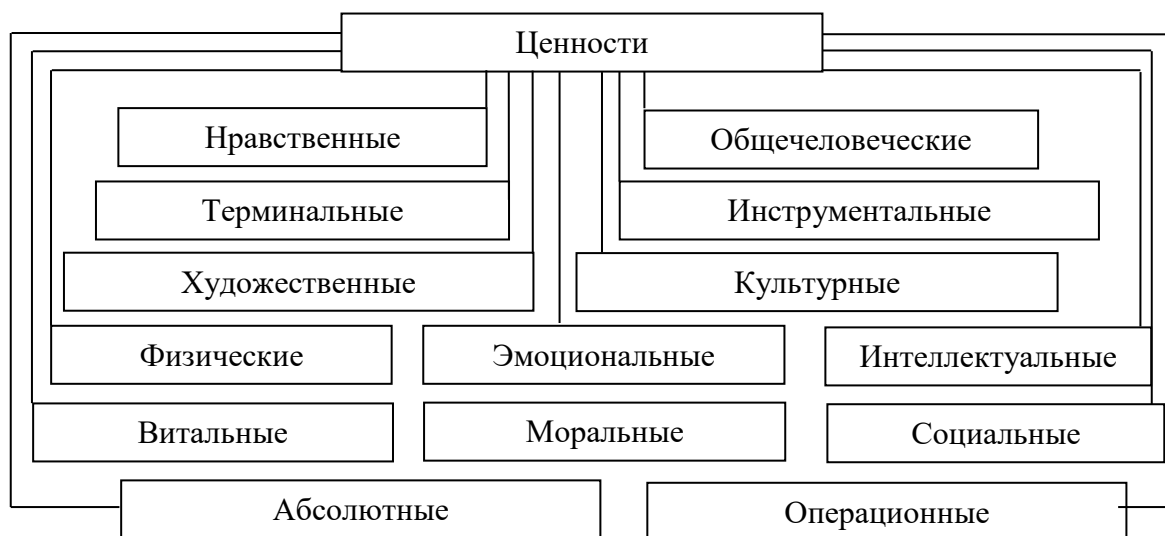 Ценности
Нравственные
Общечеловеческие
Терминальные
Инструментальные
Художественные
Культурные
Физические
Эмоциональные
Интеллектуальные
Витальные
Моральные
Социальные
Абсолютные
Операционные